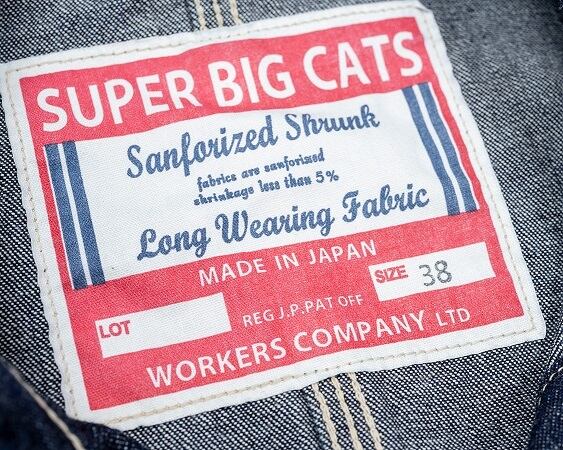 SUPER BIG CATS
Sanforized Shrunk
fabrics are sanforized
shrinkage less than 5%
Long Wearing Fabric
MADE IN JAPAN
SIZE 38
LOT
REG J.P.PAT OFF
WORKERS COMPANY LTD